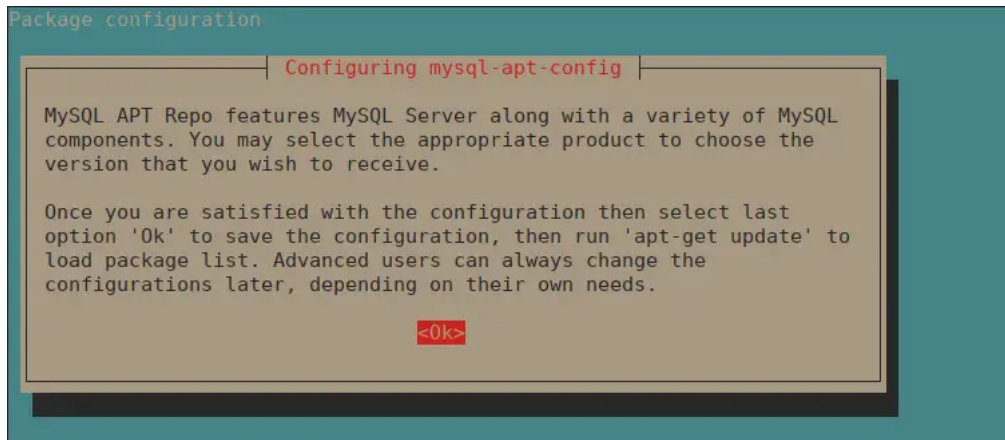 Package configuration
Configuring mysql-apt-config
MySQL APT Repo features MySQL Server along with a variety of MySQL
components. You may select the appropriate product to choose the
version that you wish to receive.
Once you are satisfied with the configuration then select last
option 'Ok' to save the configuration, then run 'apt-get update' to
load package list. Advanced users can always change the
configurations later, depending on their own needs.
<Ok>